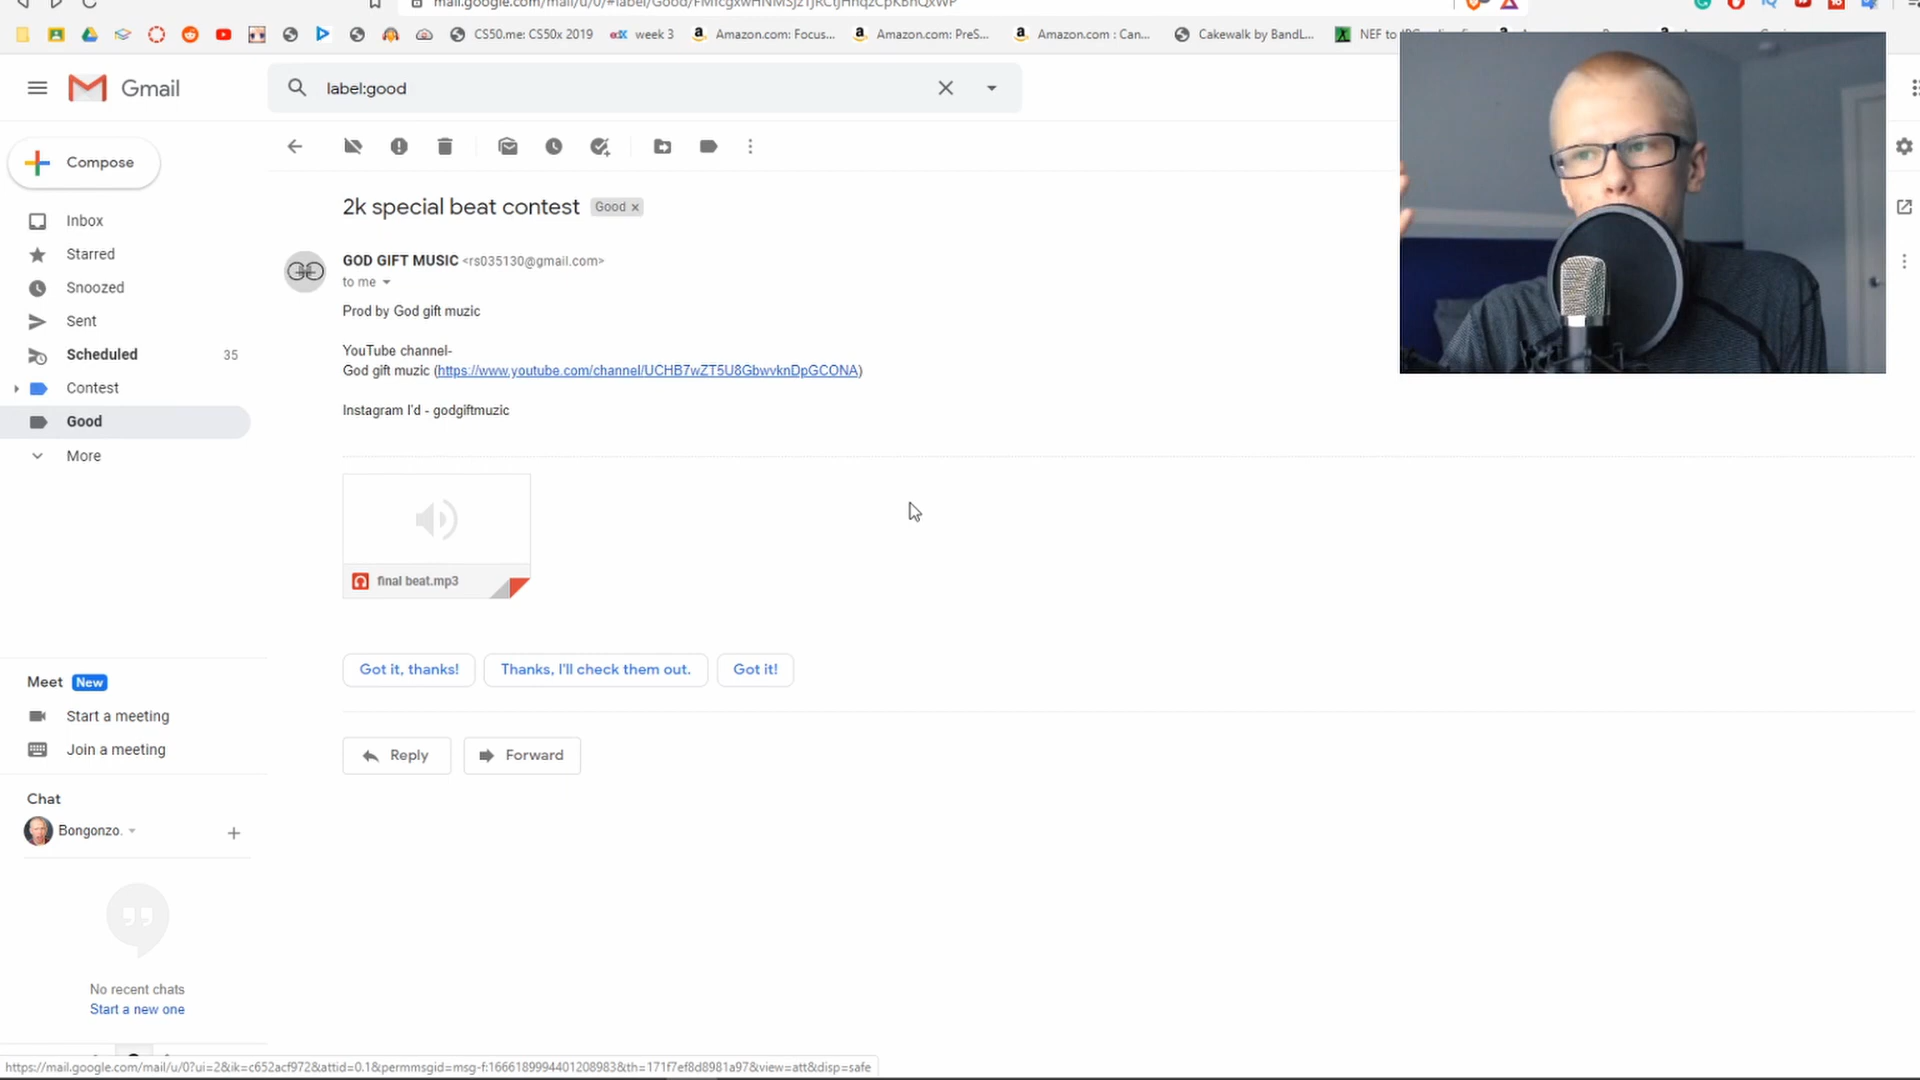 CS50.me: CS50x 2019
edX week 3
Amazon.com: Focus...
Amazon.com: PreS...
Amazon.com : Can...
Cakewalk by BandL...
Gmail
label:good
Compose
2k special beat contest
Good
Inbox
Starred
Snoozed
Sent
Scheduled 35
Contest
Good
More
GOD GIFT MUSIC <rs035130@gmail.com>
to me
Prod by God gift muzic
YouTube channel-
God gift muzic (https://www.youtube.com/channel/UCHB7wZT5U8GbwvknDpGCONA)
Instagram I'd - godgiftmuzic
final beat.mp3
Got it, thanks!
Thanks, I'll check them out.
Got it!
Reply
Forward
Meet New
Start a meeting
Join a meeting
Chat
Bongonzo.
No recent chats
Start a new one
https://mail.google.com/mail/u/0?ui=2&ik=c652acf972&attid=0.1&permmsgid=msg-f:1666189994401208983&th=171f7ef8d8981a97&view=att&disp=safe